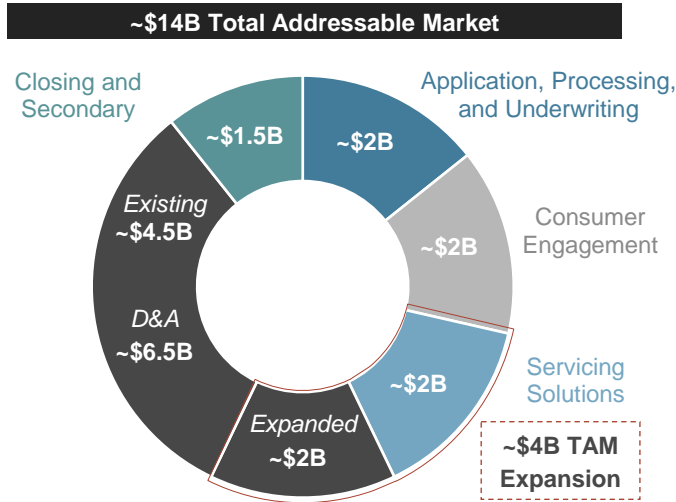 ~$14B Total Addressable Market
Closing and
Secondary
Application, Processing,
and Underwriting
~$1.5B
~$2B
Existing
~$4.5B
Consumer
Engagement
~$2B
D&A
~$6.5B
Servicing
Solutions
~$2B
Expanded
~$2B
~$4B TAM
Expansion